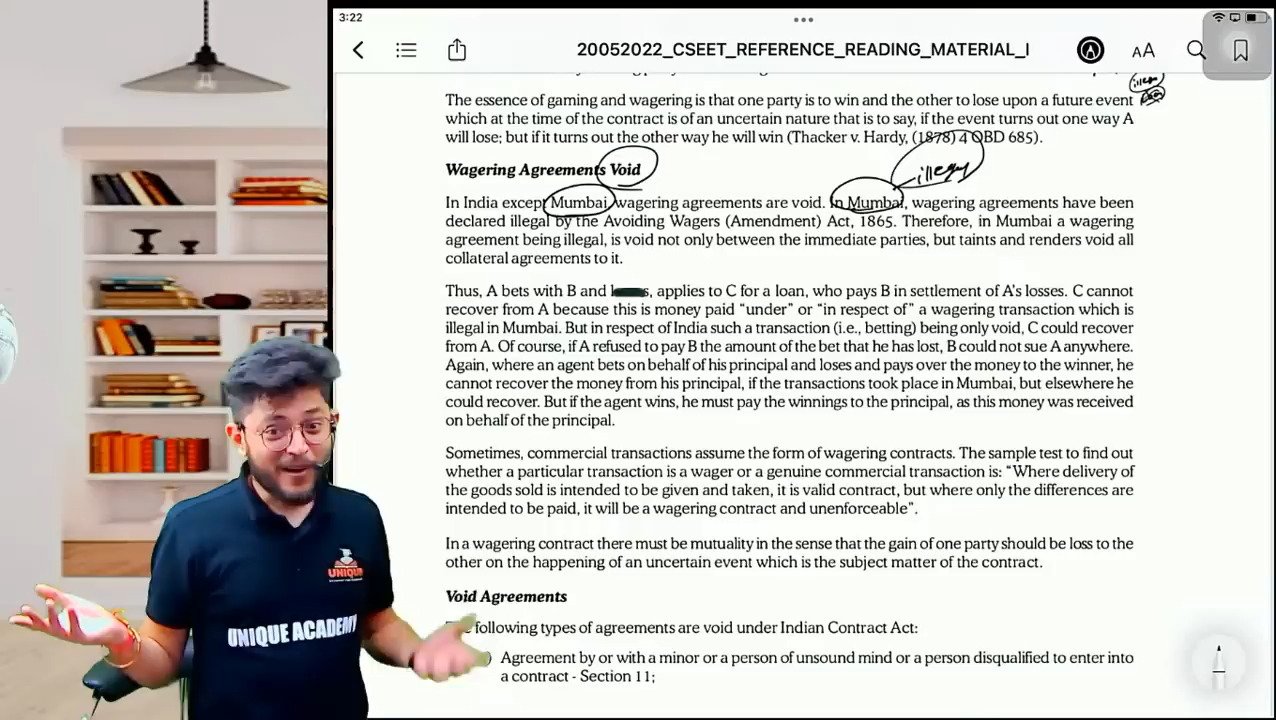 3:22
20052022_CSEET_REFERENCE_READING_MATERIAL_I
AA
illegal
The essence of gaming and wagering is that one party is to win and the other to lose upon a future event
which at the time of the contract is of an uncertain nature that is to say, if the event turns out one way A
will lose; but if it turns out the other way he will win (Thacker v. Hardy, (1878) 4 QBD 685).
Wagering Agreements Void
illegal
In India except Mumbai, wagering agreements are void. In Mumbai, wagering agreements have been
declared illegal by the Avoiding Wagers (Amendment) Act, 1865. Therefore, in Mumbai a wagering
agreement being illegal, is void not only between the immediate parties, but taints and renders void all
collateral agreements to it.
Thus, A bets with B and applies to C for a loan, who pays B in settlement of A's losses. C cannot
recover from A because this is money paid “under” or “in respect of” a wagering transaction which is
illegal in Mumbai. But in respect of India such a transaction (i.e., betting) being only void, C could recover
from A. Of course, if A refused to pay B the amount of the bet that he has lost, B could not sue A anywhere.
Again, where an agent bets on behalf of his principal and loses and pays over the money to the winner, he
cannot recover the money from his principal, if the transactions took place in Mumbai, but elsewhere he
could recover. But if the agent wins, he must pay the winnings to the principal, as this money was received
on behalf of the principal.
Sometimes, commercial transactions assume the form of wagering contracts. The sample test to find out
whether a particular transaction is a wager or a genuine commercial transaction is: “Where delivery of
the goods sold is intended to be given and taken, it is valid contract, but where only the differences are
intended to be paid, it will be a wagering contract and unenforceable”.
In a wagering contract there must be mutuality in the sense that the gain of one party should be loss to the
other on the happening of an uncertain event which is the subject matter of the contract.
Void Agreements
following types of agreements are void under Indian Contract Act:
Agreement by or with a minor or a person of unsound mind or a person disqualified to enter into
a contract - Section 11;
UNIQUE
UNIQUE ACADEMY